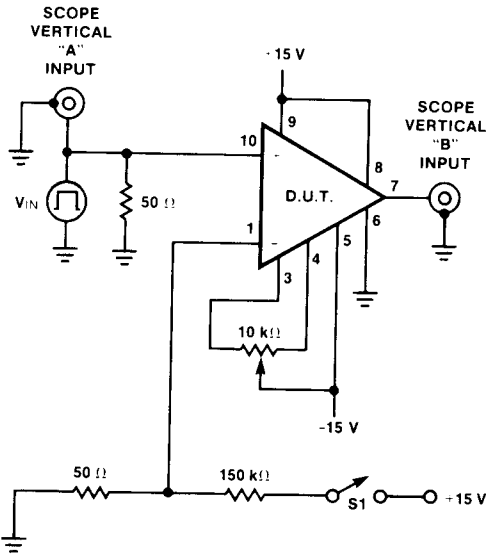 SCOPE
VERTICAL
"A"
INPUT
15 V
SCOPE
VERTICAL
"B"
INPUT
9
10
8
D.U.T.
7
VIN
50 Ω
1
6
5
4
3
10 kΩ
-15 V
50 Ω
150 kΩ
S1
+15 V